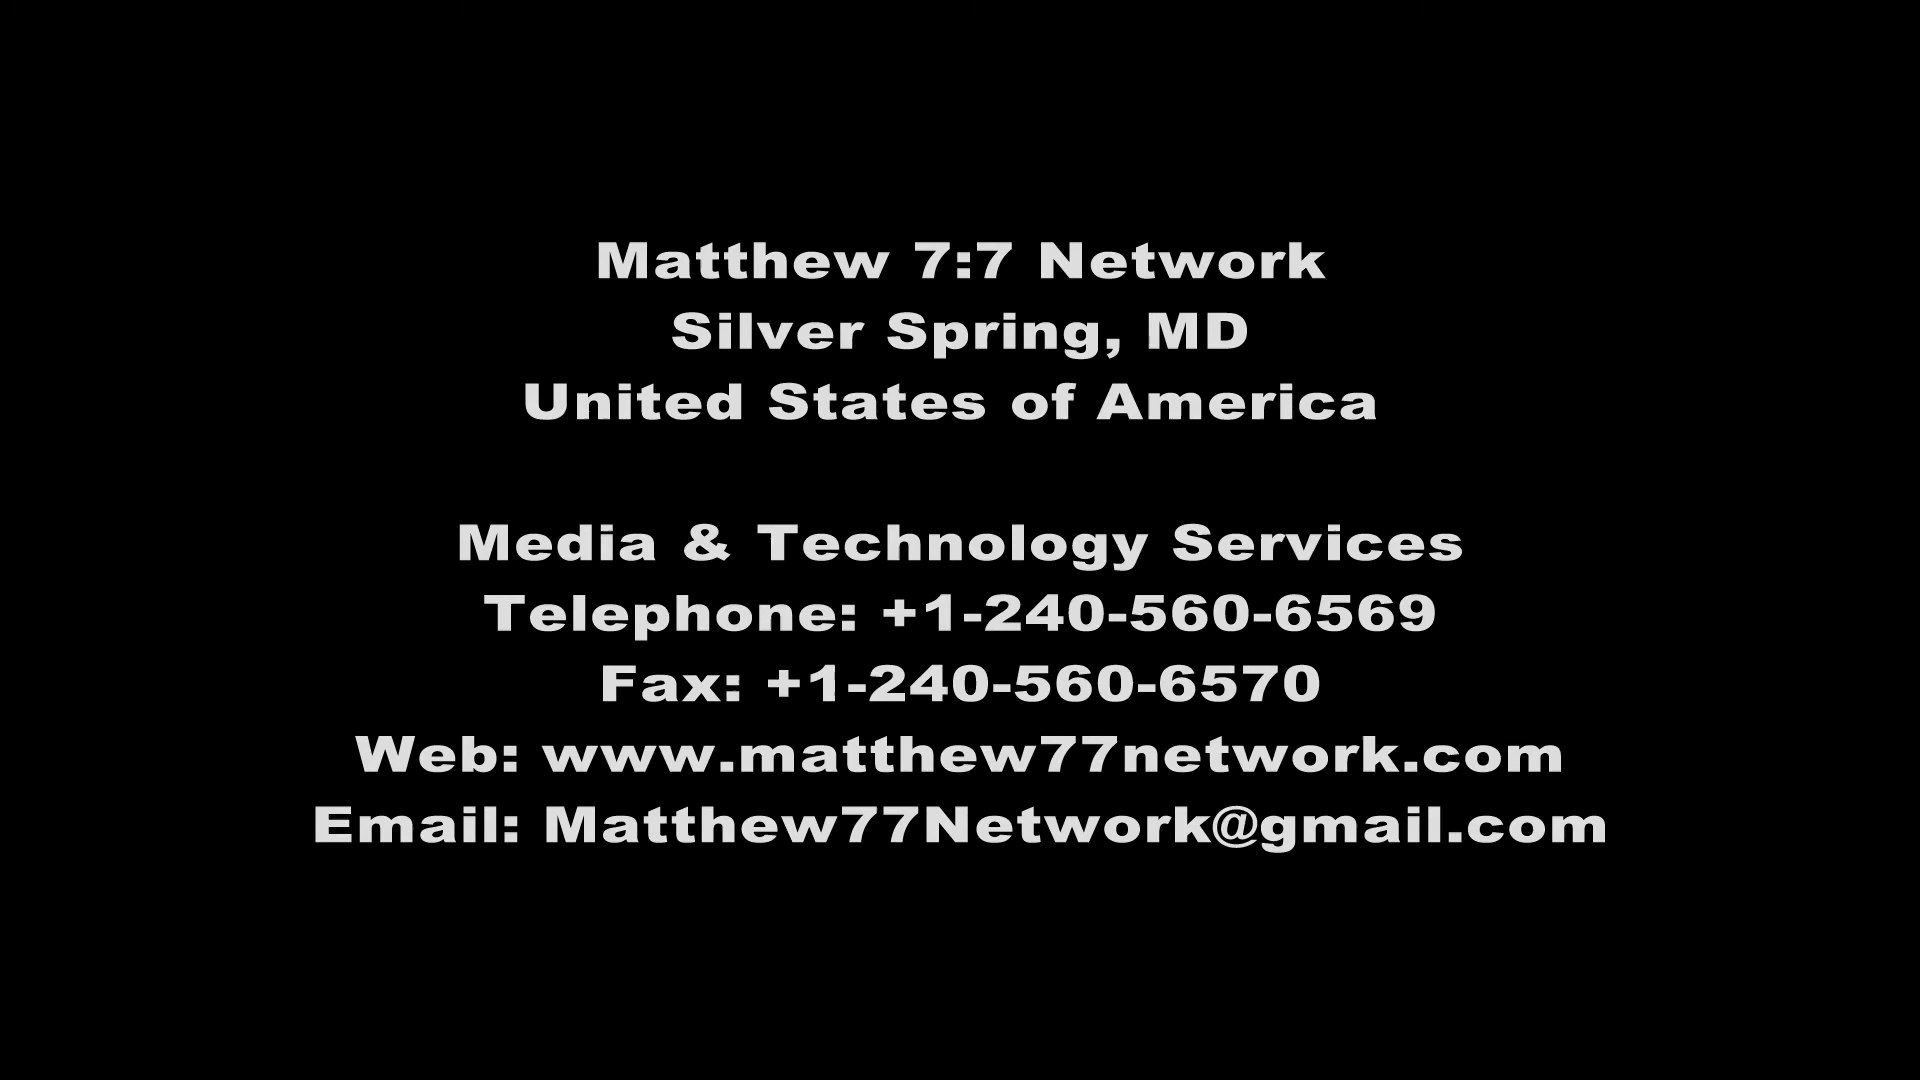 Matthew 7:7 Network
Silver Spring, MD
United States of America
Media & Technology Services
Telephone: +1-240-560-6569
Fax: +1-240-560-6570
Web: www.matthew77network.com
Email: Matthew77Network@gmail.com